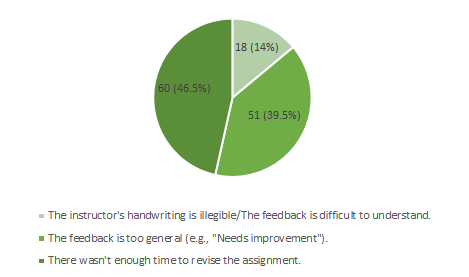 18 (14%)
60 (46.5%)
51 (39.5%)
The instructor's handwriting is illegible/The feedback is difficult to understand.
The feedback is too general (e.g., "Needs improvement").
There wasn't enough time to revise the assignment.